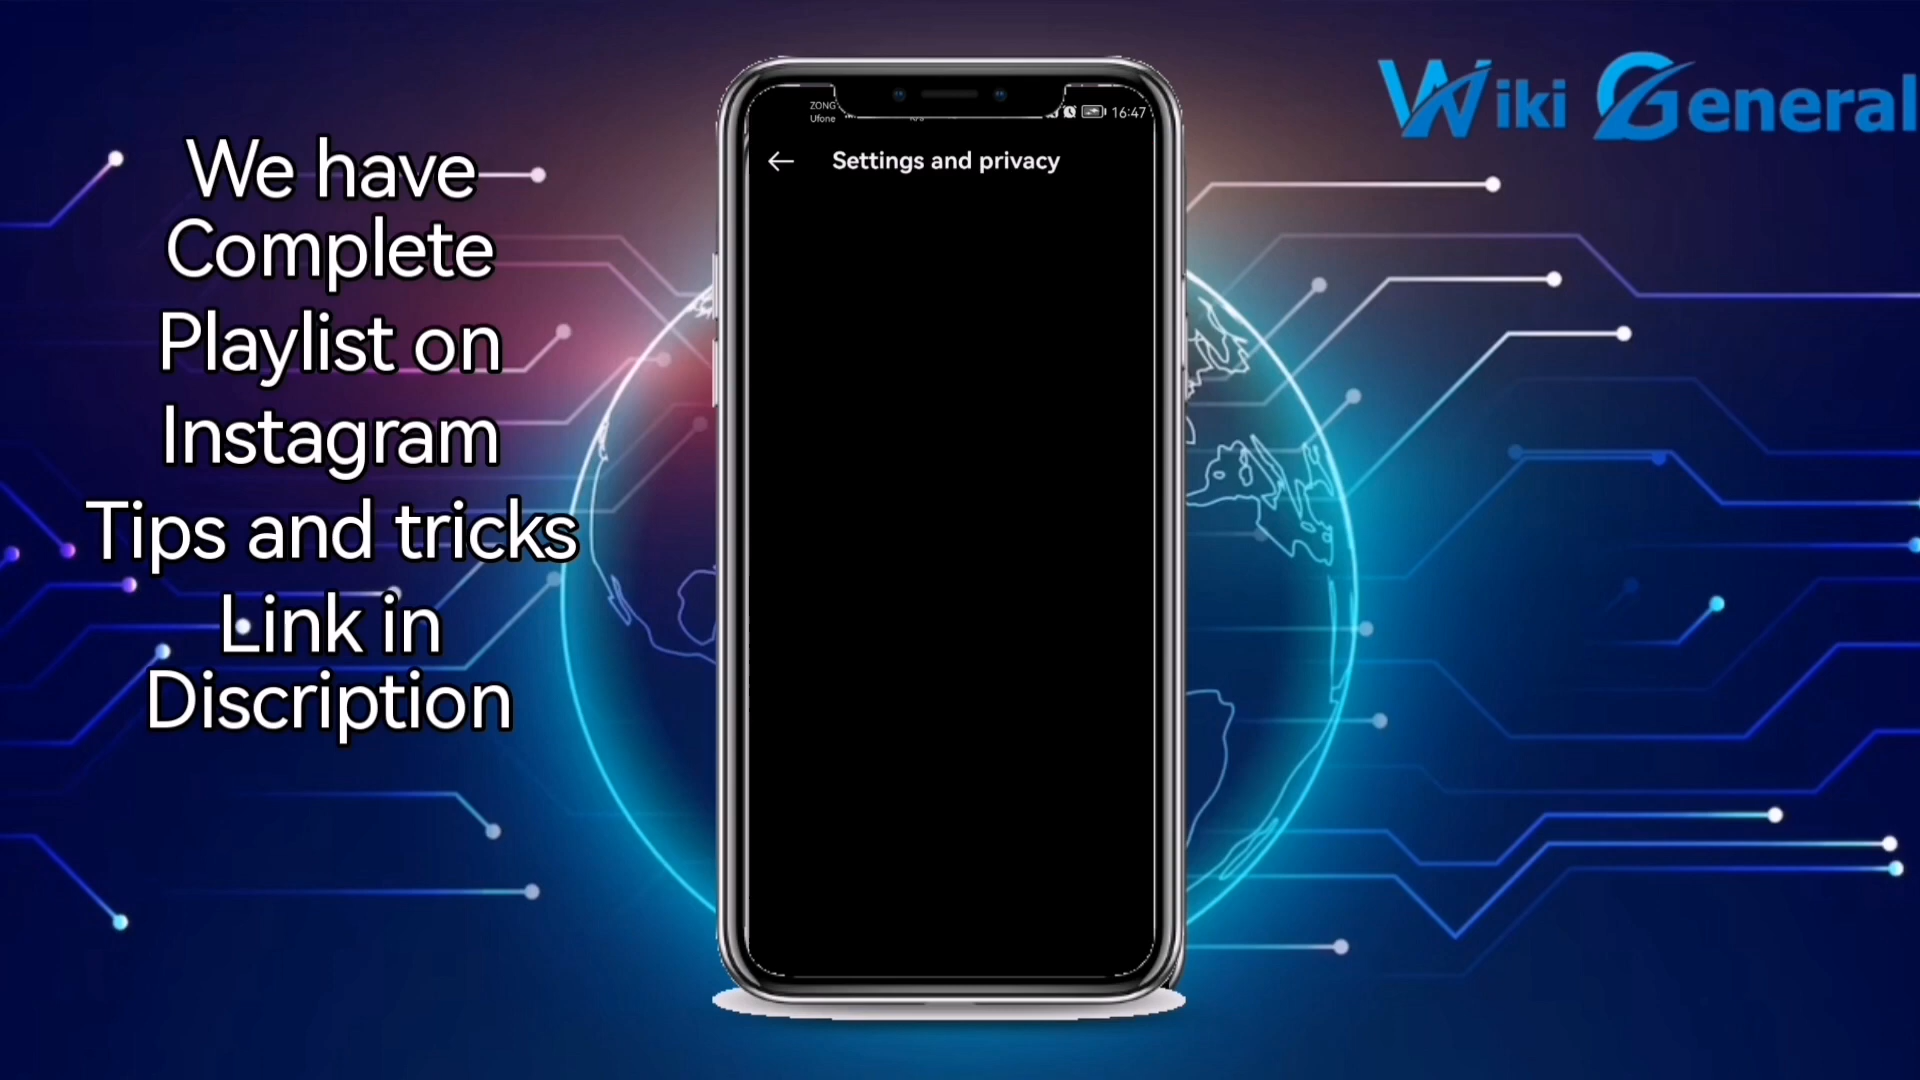 We have
Complete
Playlist on
Instagram
Tips and tricks
Link in
Discription
ZONG
Ufone
16:47
Settings and privacy
Wiki General